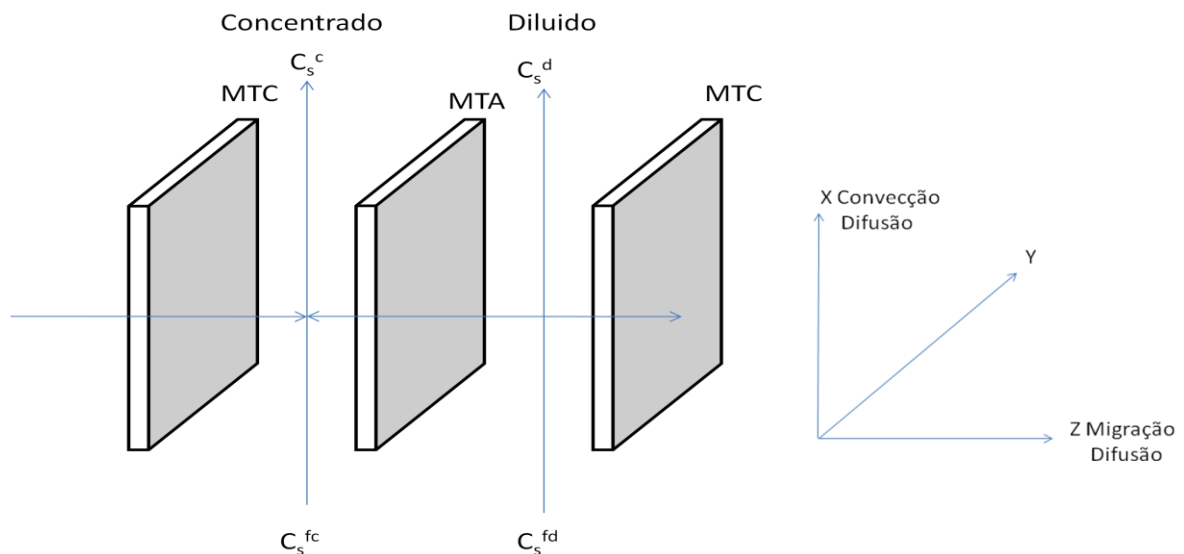 Concentrado
Diluido
C_s^c
C_s^d
MTC
MTA
MTC
X Convecção
Difusão
Y
Z Migração
Difusão
C_s^fc
C_s^fd